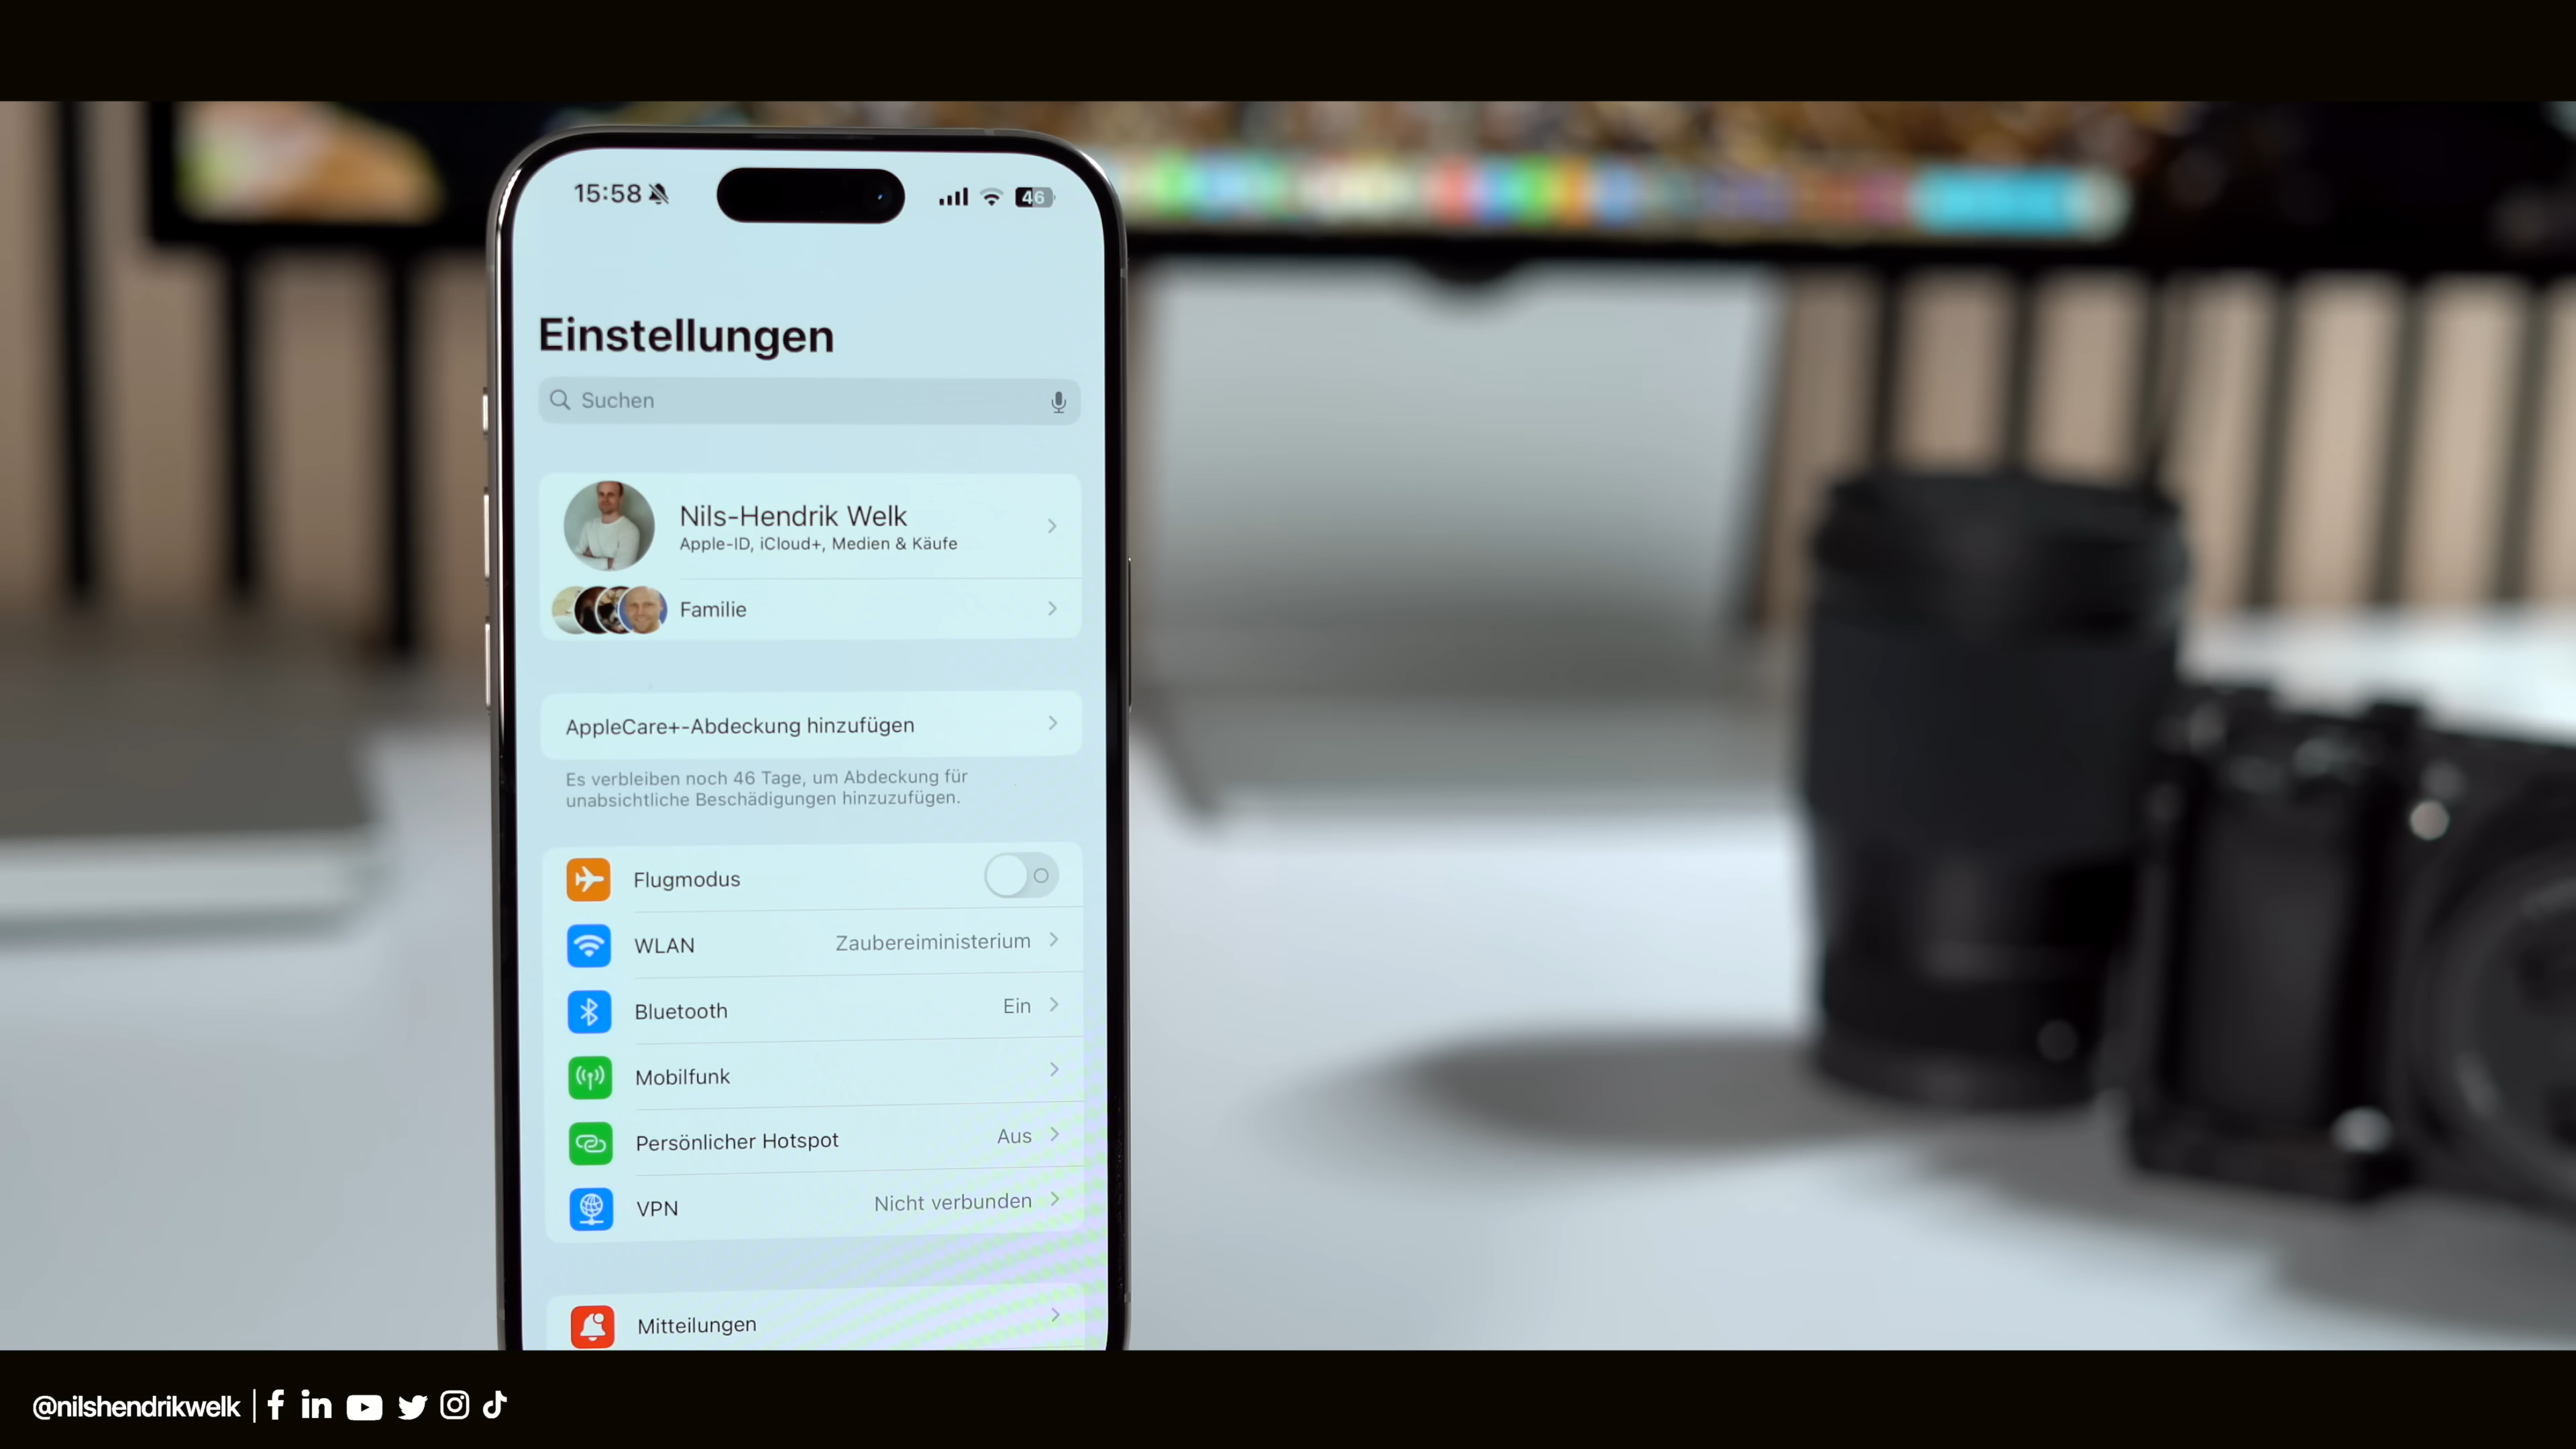 15:58
46
Einstellungen
Suchen
Nils-Hendrik Welk
Apple-ID, iCloud+, Medien & Käufe
Familie
AppleCare+-Abdeckung hinzufügen
Es verbleiben noch 46 Tage, um Abdeckung für
unabsichtliche Beschädigungen hinzuzufügen.
Flugmodus
WLAN Zaubereiministerium
Bluetooth Ein
Mobilfunk
Persönlicher Hotspot Aus
VPN Nicht verbunden
Mitteilungen
@nilshendrikwelk